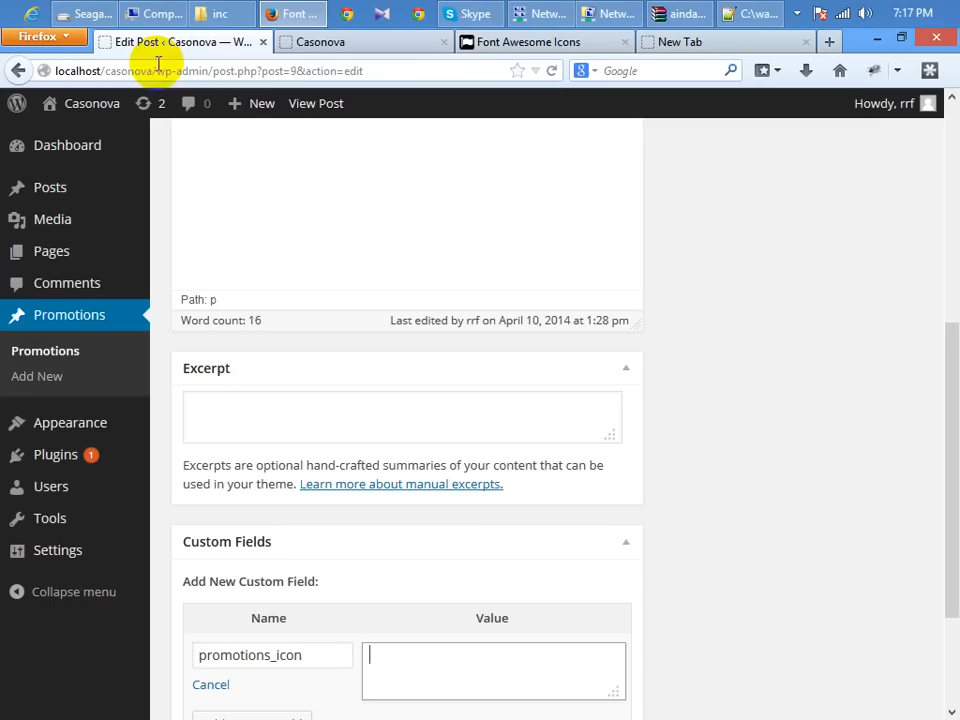 Seaga...
Comp...
inc
Font ...
Skype
Netw...
Netw...
ainda...
C:\wa...
7:17 PM
Firefox
Edit Post ‹ Casonova — W...
Casonova
Font Awesome Icons
New Tab
localhost/casonova/wp-admin/post.php?post=9&action=edit
Google
Casonova
2
0
New
View Post
Howdy, rrf
Dashboard
Posts
Media
Pages
Comments
Promotions
Promotions
Add New
Appearance
Plugins 1
Users
Tools
Settings
Collapse menu
Path: p
Word count: 16
Last edited by rrf on April 10, 2014 at 1:28 pm
Excerpt
Excerpts are optional hand-crafted summaries of your content that can be
used in your theme. Learn more about manual excerpts.
Custom Fields
Add New Custom Field:
Name
Value
promotions_icon
Cancel